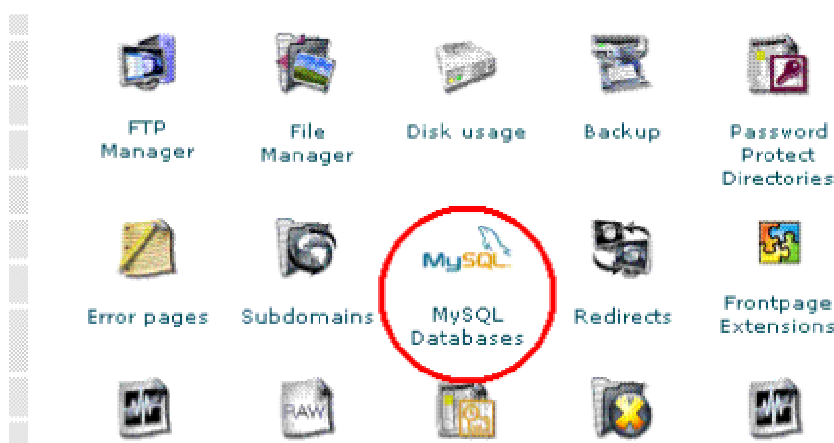 FTP
Manager
File
Manager
Disk usage
Backup
Password
Protect
Directories
Error pages
Subdomains
MySQL
MySQL
Databases
Redirects
Frontpage
Extensions
RAW